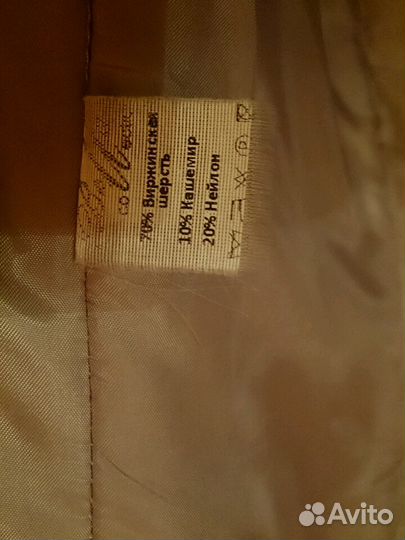 70% Виржинская
шерсть
10% Кашемир
20% Нейлон
Avito